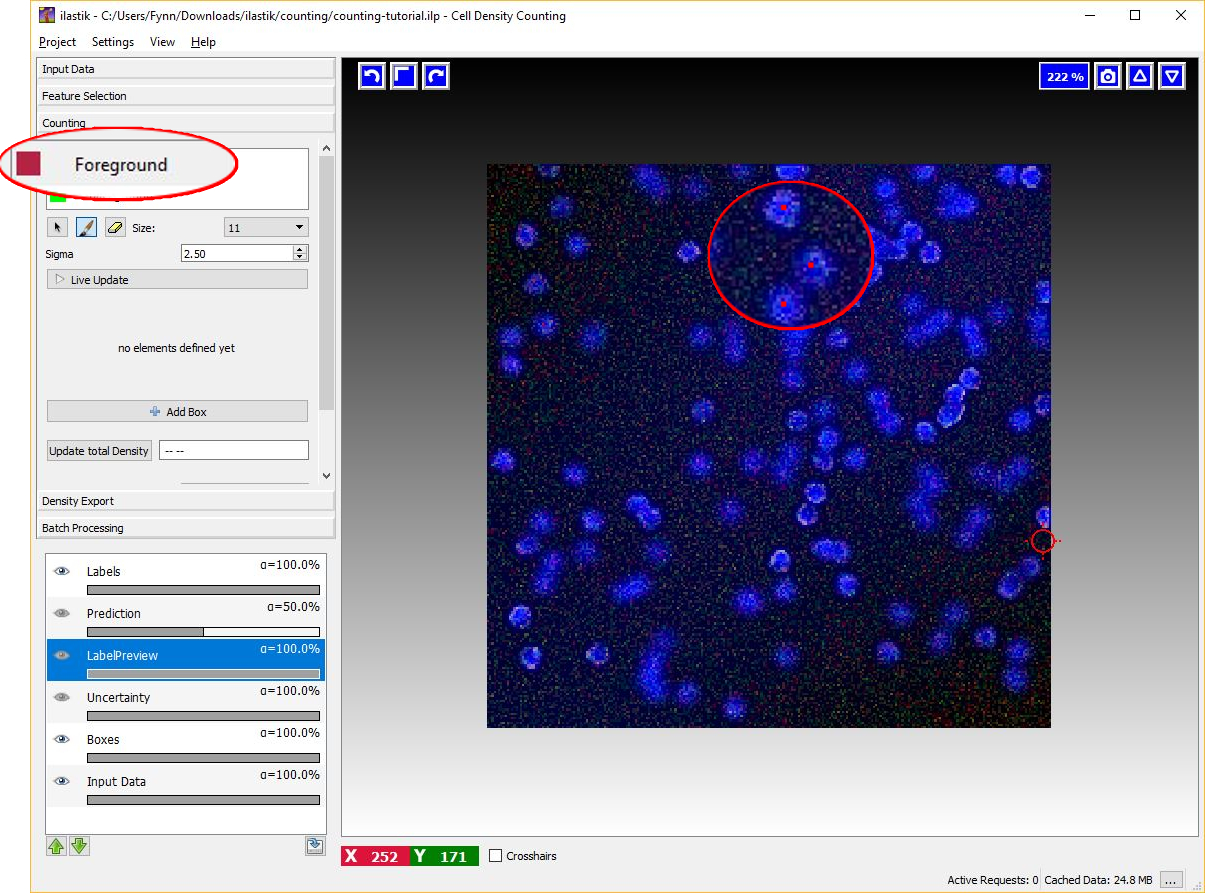 ilastik - C:/Users/Fynn/Downloads/ilastik/counting/counting-tutorial.ilp - Cell Density Counting
Project Settings View Help
Input Data
Feature Selection
Counting
Foreground
Size: 11
Sigma 2.50
Live Update
no elements defined yet
Add Box
Update total Density -- --
Density Export
Batch Processing
222 %
Labels α=100.0%
Prediction α=50.0%
LabelPreview α=100.0%
Uncertainty α=100.0%
Boxes α=100.0%
Input Data α=100.0%
X 252 Y 171 Crosshairs
Active Requests: 0 Cached Data: 24.8 MB ...